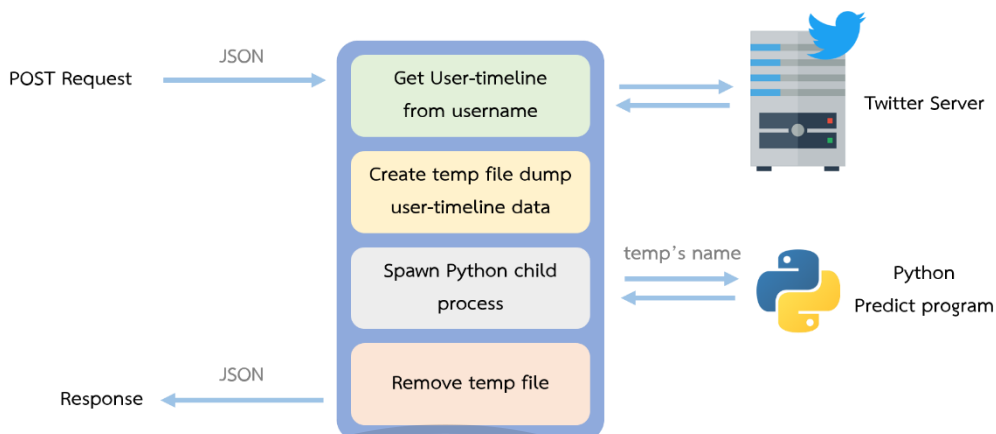 JSON
POST Request
Get User-timeline
from username
Twitter Server
Create temp file dump
user-timeline data
temp's name
Spawn Python child
process
Python
Predict program
JSON
Response
Remove temp file